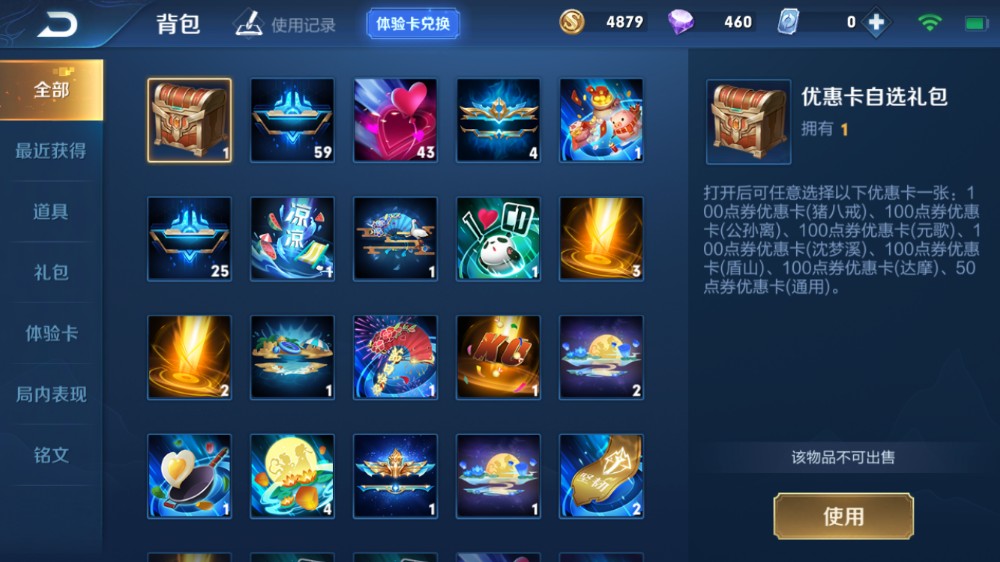 背包
使用记录
体验卡兑换
4879
460
0
全部
最近获得
道具
礼包
体验卡
局内表现
铭文
1
59
43
4
1
25
凉凉
1
1
I CD
1
3
2
1
1
1
2
1
4
1
1
2
优惠卡自选礼包
拥有 1
打开后可任意选择以下优惠卡一张：1
00点券优惠卡(猪八戒)、100点券优惠
卡(公孙离)、100点券优惠卡(元歌)、1
00点券优惠卡(沈梦溪)、100点券优惠
卡(盾山)、100点券优惠卡(达摩)、50
点券优惠卡(通用)。
该物品不可出售
使用